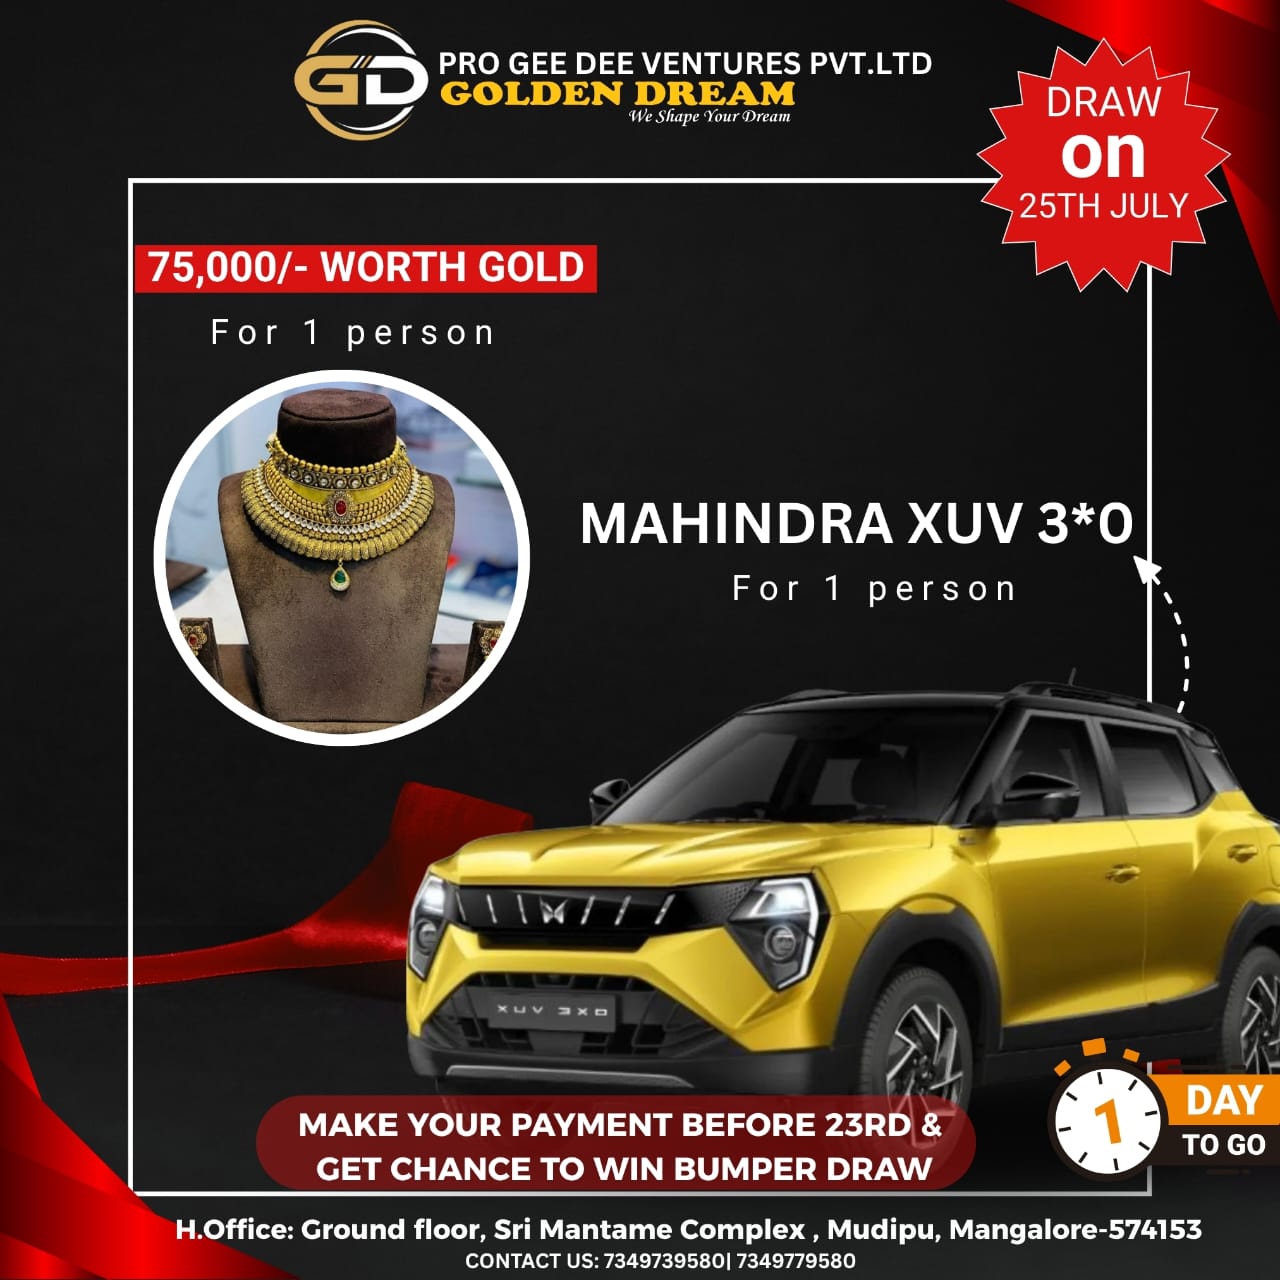 GD PRO GEE DEE VENTURES PVT.LTD
GOLDEN DREAM
We Shape Your Dream
DRAW
on
25TH JULY
75,000/- WORTH GOLD
For 1 person
MAHINDRA XUV 3*0
For 1 person
XUV 3XO
MAKE YOUR PAYMENT BEFORE 23RD &
GET CHANCE TO WIN BUMPER DRAW
1
DAY
TO GO
H.Office: Ground floor, Sri Mantame Complex , Mudipu, Mangalore-574153
CONTACT US: 7349739580| 7349779580